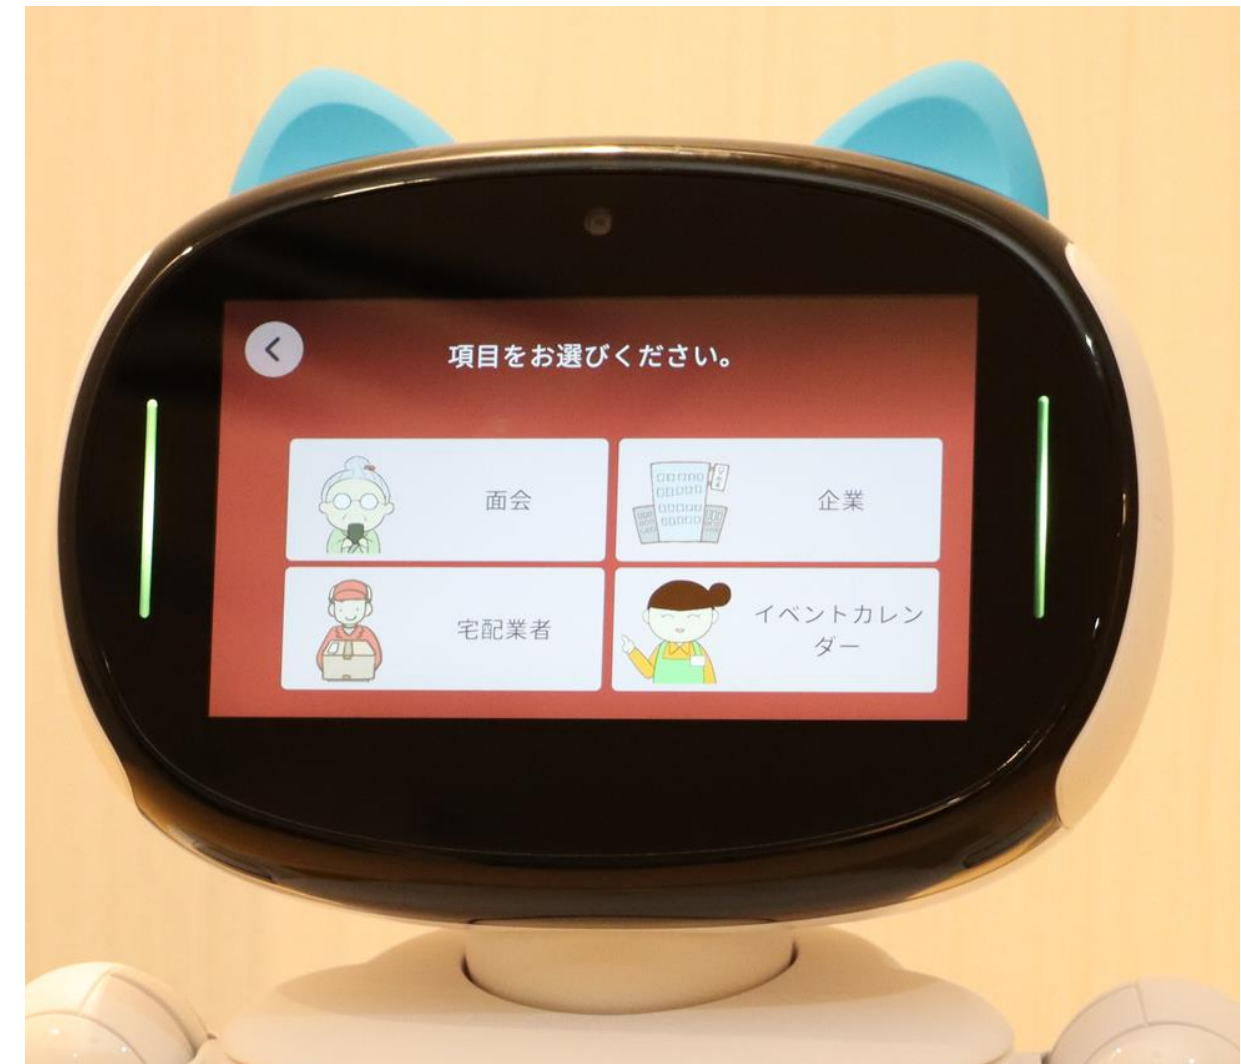 項目をお選びください。
面会
企業
宅配業者
イベントカレン
ダー